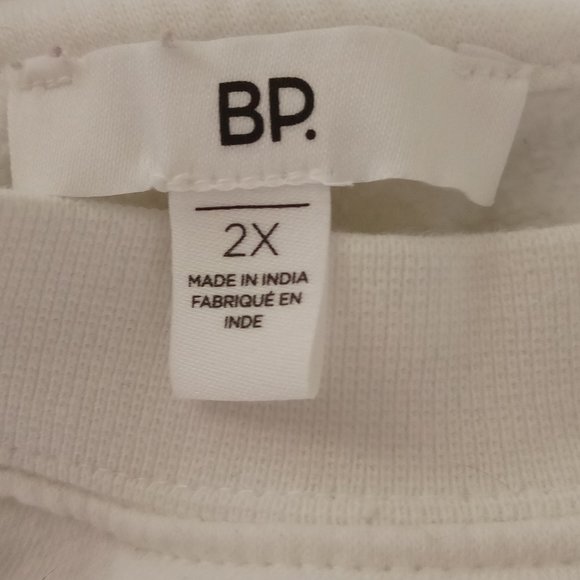 BP.
2X
MADE IN INDIA
FABRIQUÉ EN
INDE